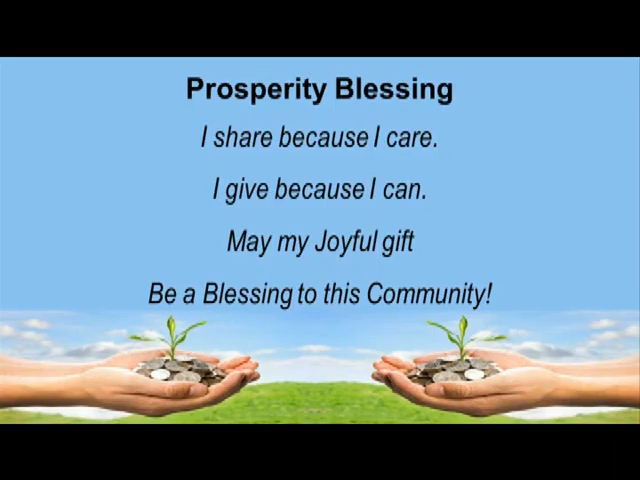 Prosperity Blessing
I share because I care.
I give because I can.
May my Joyful gift
Be a Blessing to this Community!